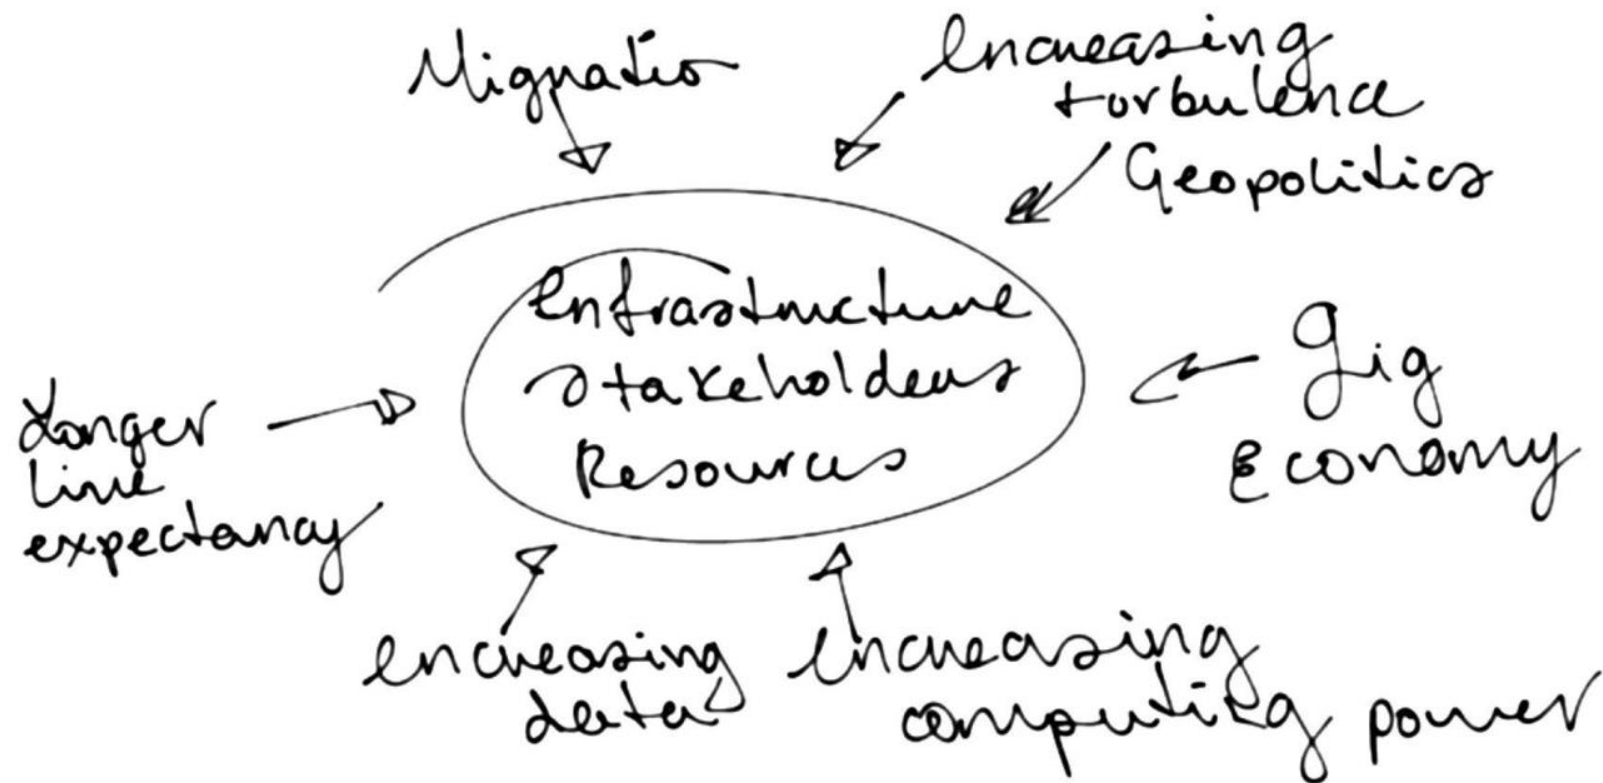 Migratio
Increasing
turbulence
Geopolitics
Infrastructure
Stakeholders
Resources
Gig
Economy
Longer
live
expectancy
Increasing
data
Increasing
computing power